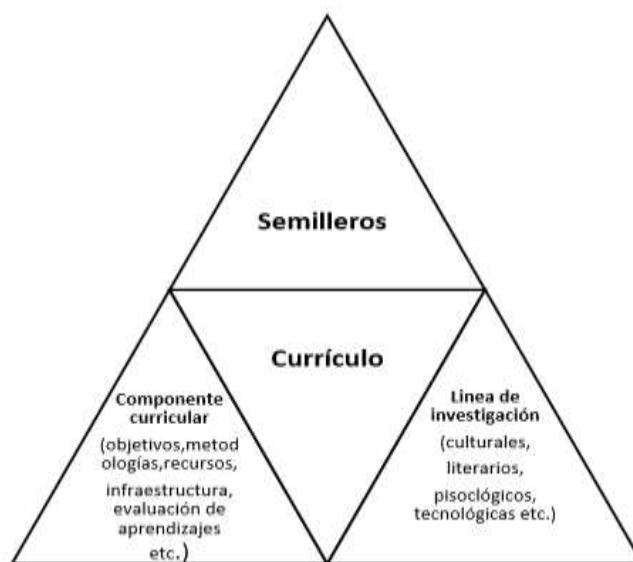 Semilleros
Currículo
Componente
curricular
(objetivos,metod
ologías,recursos,
infraestructura,
evaluación de
aprendizajes
etc.)
Linea de
investigación
(culturales,
literarios,
pisoclógicos,
tecnológicas etc.)